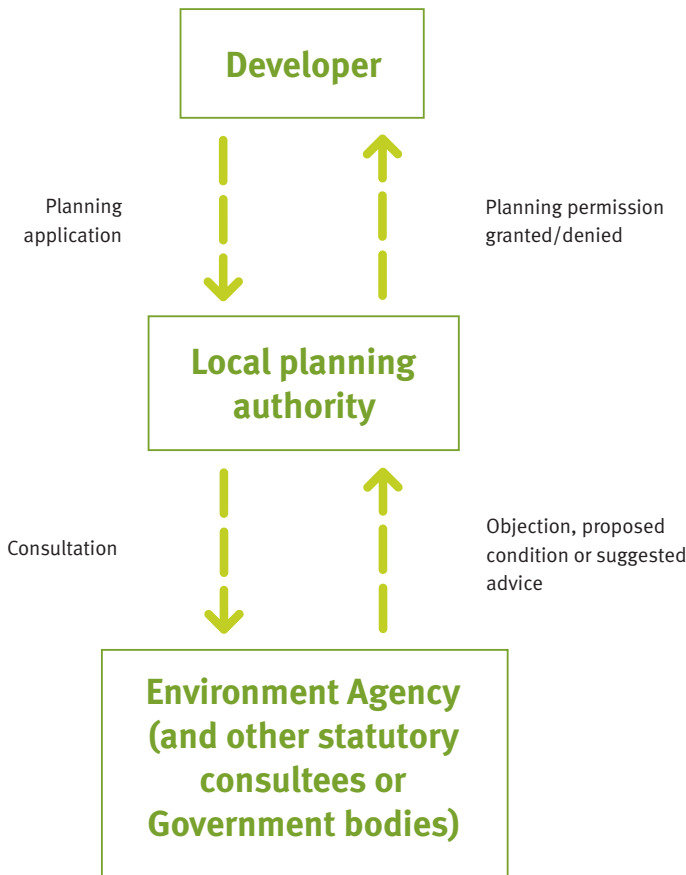 Developer
Planning
application
Planning permission
granted/denied
Local planning
authority
Consultation
Objection, proposed
condition or suggested
advice
Environment Agency
(and other statutory
consultees or
Government bodies)